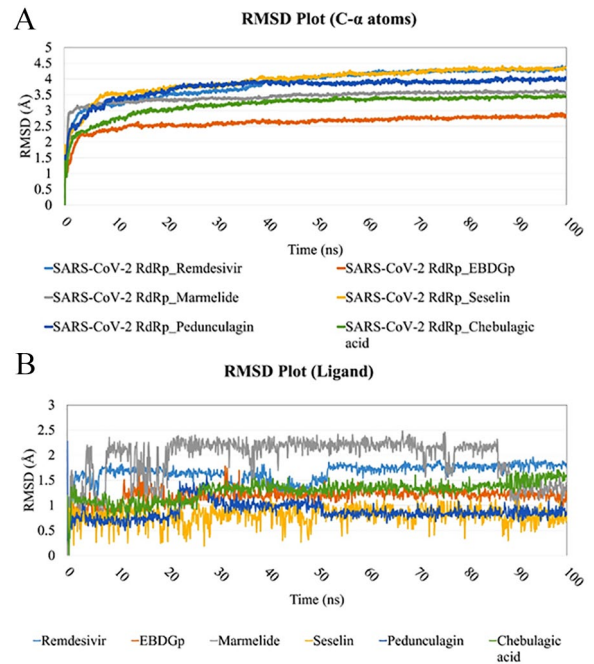 A
RMSD Plot (C-α atoms)
5
4.5
4
3.5
3
2.5
2
1.5
1
0.5
0
RMSD (Å)
0 10 20 30 40 50 60 70 80 90 100
Time (ns)
SARS-CoV-2 RdRp_Remdesivir SARS-CoV-2 RdRp_EBDGp
SARS-CoV-2 RdRp_Marmelide SARS-CoV-2 RdRp_Seselin
SARS-CoV-2 RdRp_Pedunculagin SARS-CoV-2 RdRp_Chebulagic
acid
B
RMSD Plot (Ligand)
3
2.5
2
1.5
1
0.5
0
RMSD (Å)
0 10 20 30 40 50 60 70 80 90 100
Time (ns)
Remdesivir EBDGp Marmelide Seselin Pedunculagin Chebulagic
acid